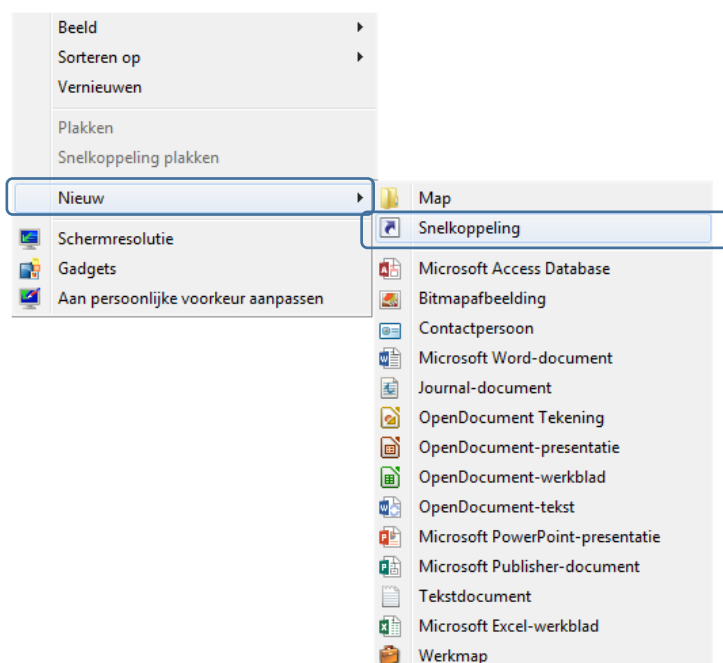 Beeld
Sorteren op
Vernieuwen
Plakken
Snelkoppeling plakken
Nieuw
Schermresolutie
Gadgets
Aan persoonlijke voorkeur aanpassen
Map
Snelkoppeling
Microsoft Access Database
Bitmapafbeelding
Contactpersoon
Microsoft Word-document
Journal-document
OpenDocument Tekening
OpenDocument-presentatie
OpenDocument-werkblad
OpenDocument-tekst
Microsoft PowerPoint-presentatie
Microsoft Publisher-document
Tekstdocument
Microsoft Excel-werkblad
Werkmap